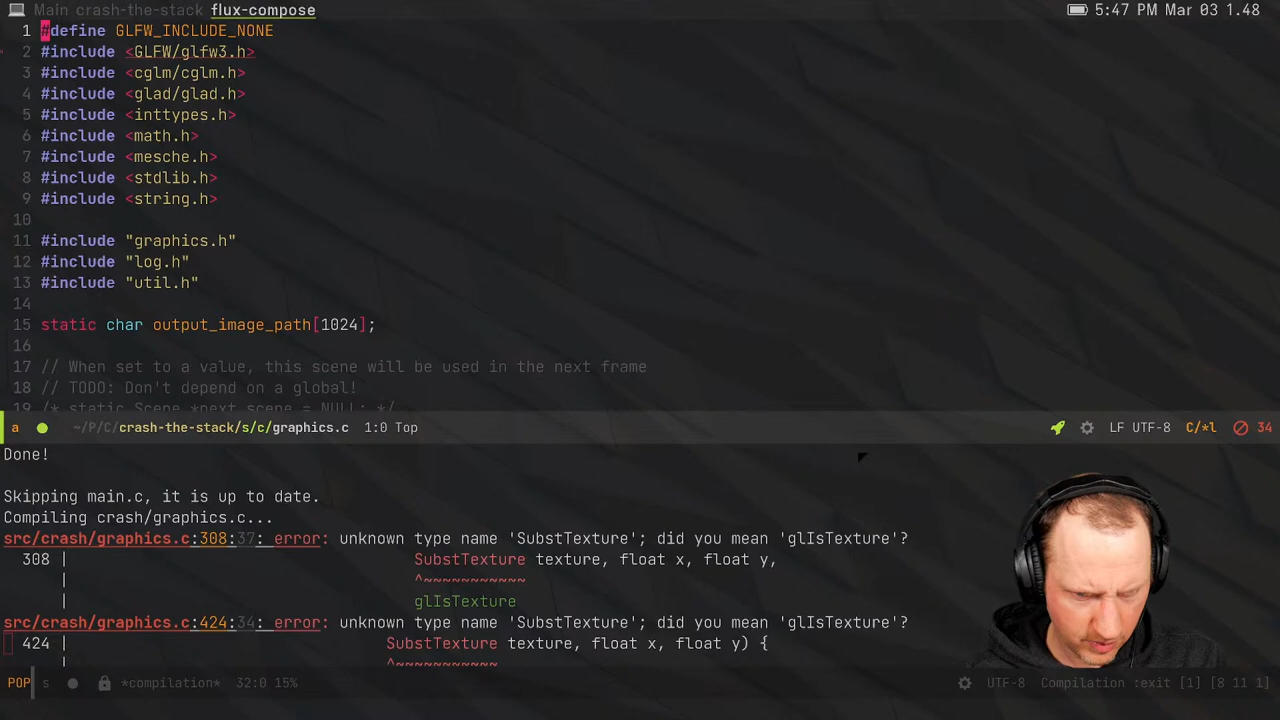 Main crash-the-stack flux-compose 5:47 PM Mar 03 1.48
1 #define GLFW_INCLUDE_NONE
2 #include <GLFW/glfw3.h>
3 #include <cglm/cglm.h>
4 #include <glad/glad.h>
5 #include <inttypes.h>
6 #include <math.h>
7 #include <mesche.h>
8 #include <stdlib.h>
9 #include <string.h>
10
11 #include "graphics.h"
12 #include "log.h"
13 #include "util.h"
14
15 static char output_image_path[1024];
16
17 // When set to a value, this scene will be used in the next frame
18 // TODO: Don't depend on a global!
19 /* static Scene *next_scene = NULL; */
a ~/P/C/crash-the-stack/s/c/graphics.c 1:0 Top LF UTF-8 C/*l 34
Done!
Skipping main.c, it is up to date.
Compiling crash/graphics.c...
src/crash/graphics.c:308:37: error: unknown type name 'SubstTexture'; did you mean 'glIsTexture'?
308 | SubstTexture texture, float x, float y,
| ^~~~~~~~~~~~
| glIsTexture
src/crash/graphics.c:424:34: error: unknown type name 'SubstTexture'; did you mean 'glIsTexture'?
424 | SubstTexture texture, float x, float y) {
| ^~~~~~~~~~~~
POP s *compilation* 32:0 15% UTF-8 Compilation :exit [1] [8 11 1]